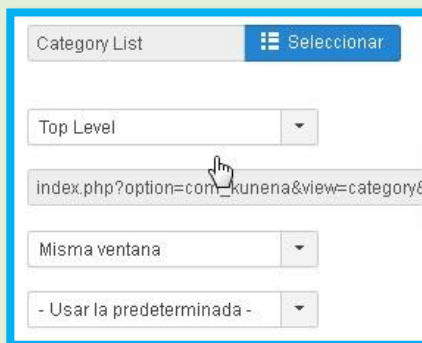 Category List Seleccionar
Top Level
index.php?option=com_kunena&view=category&
Misma ventana
- Usar la predeterminada -